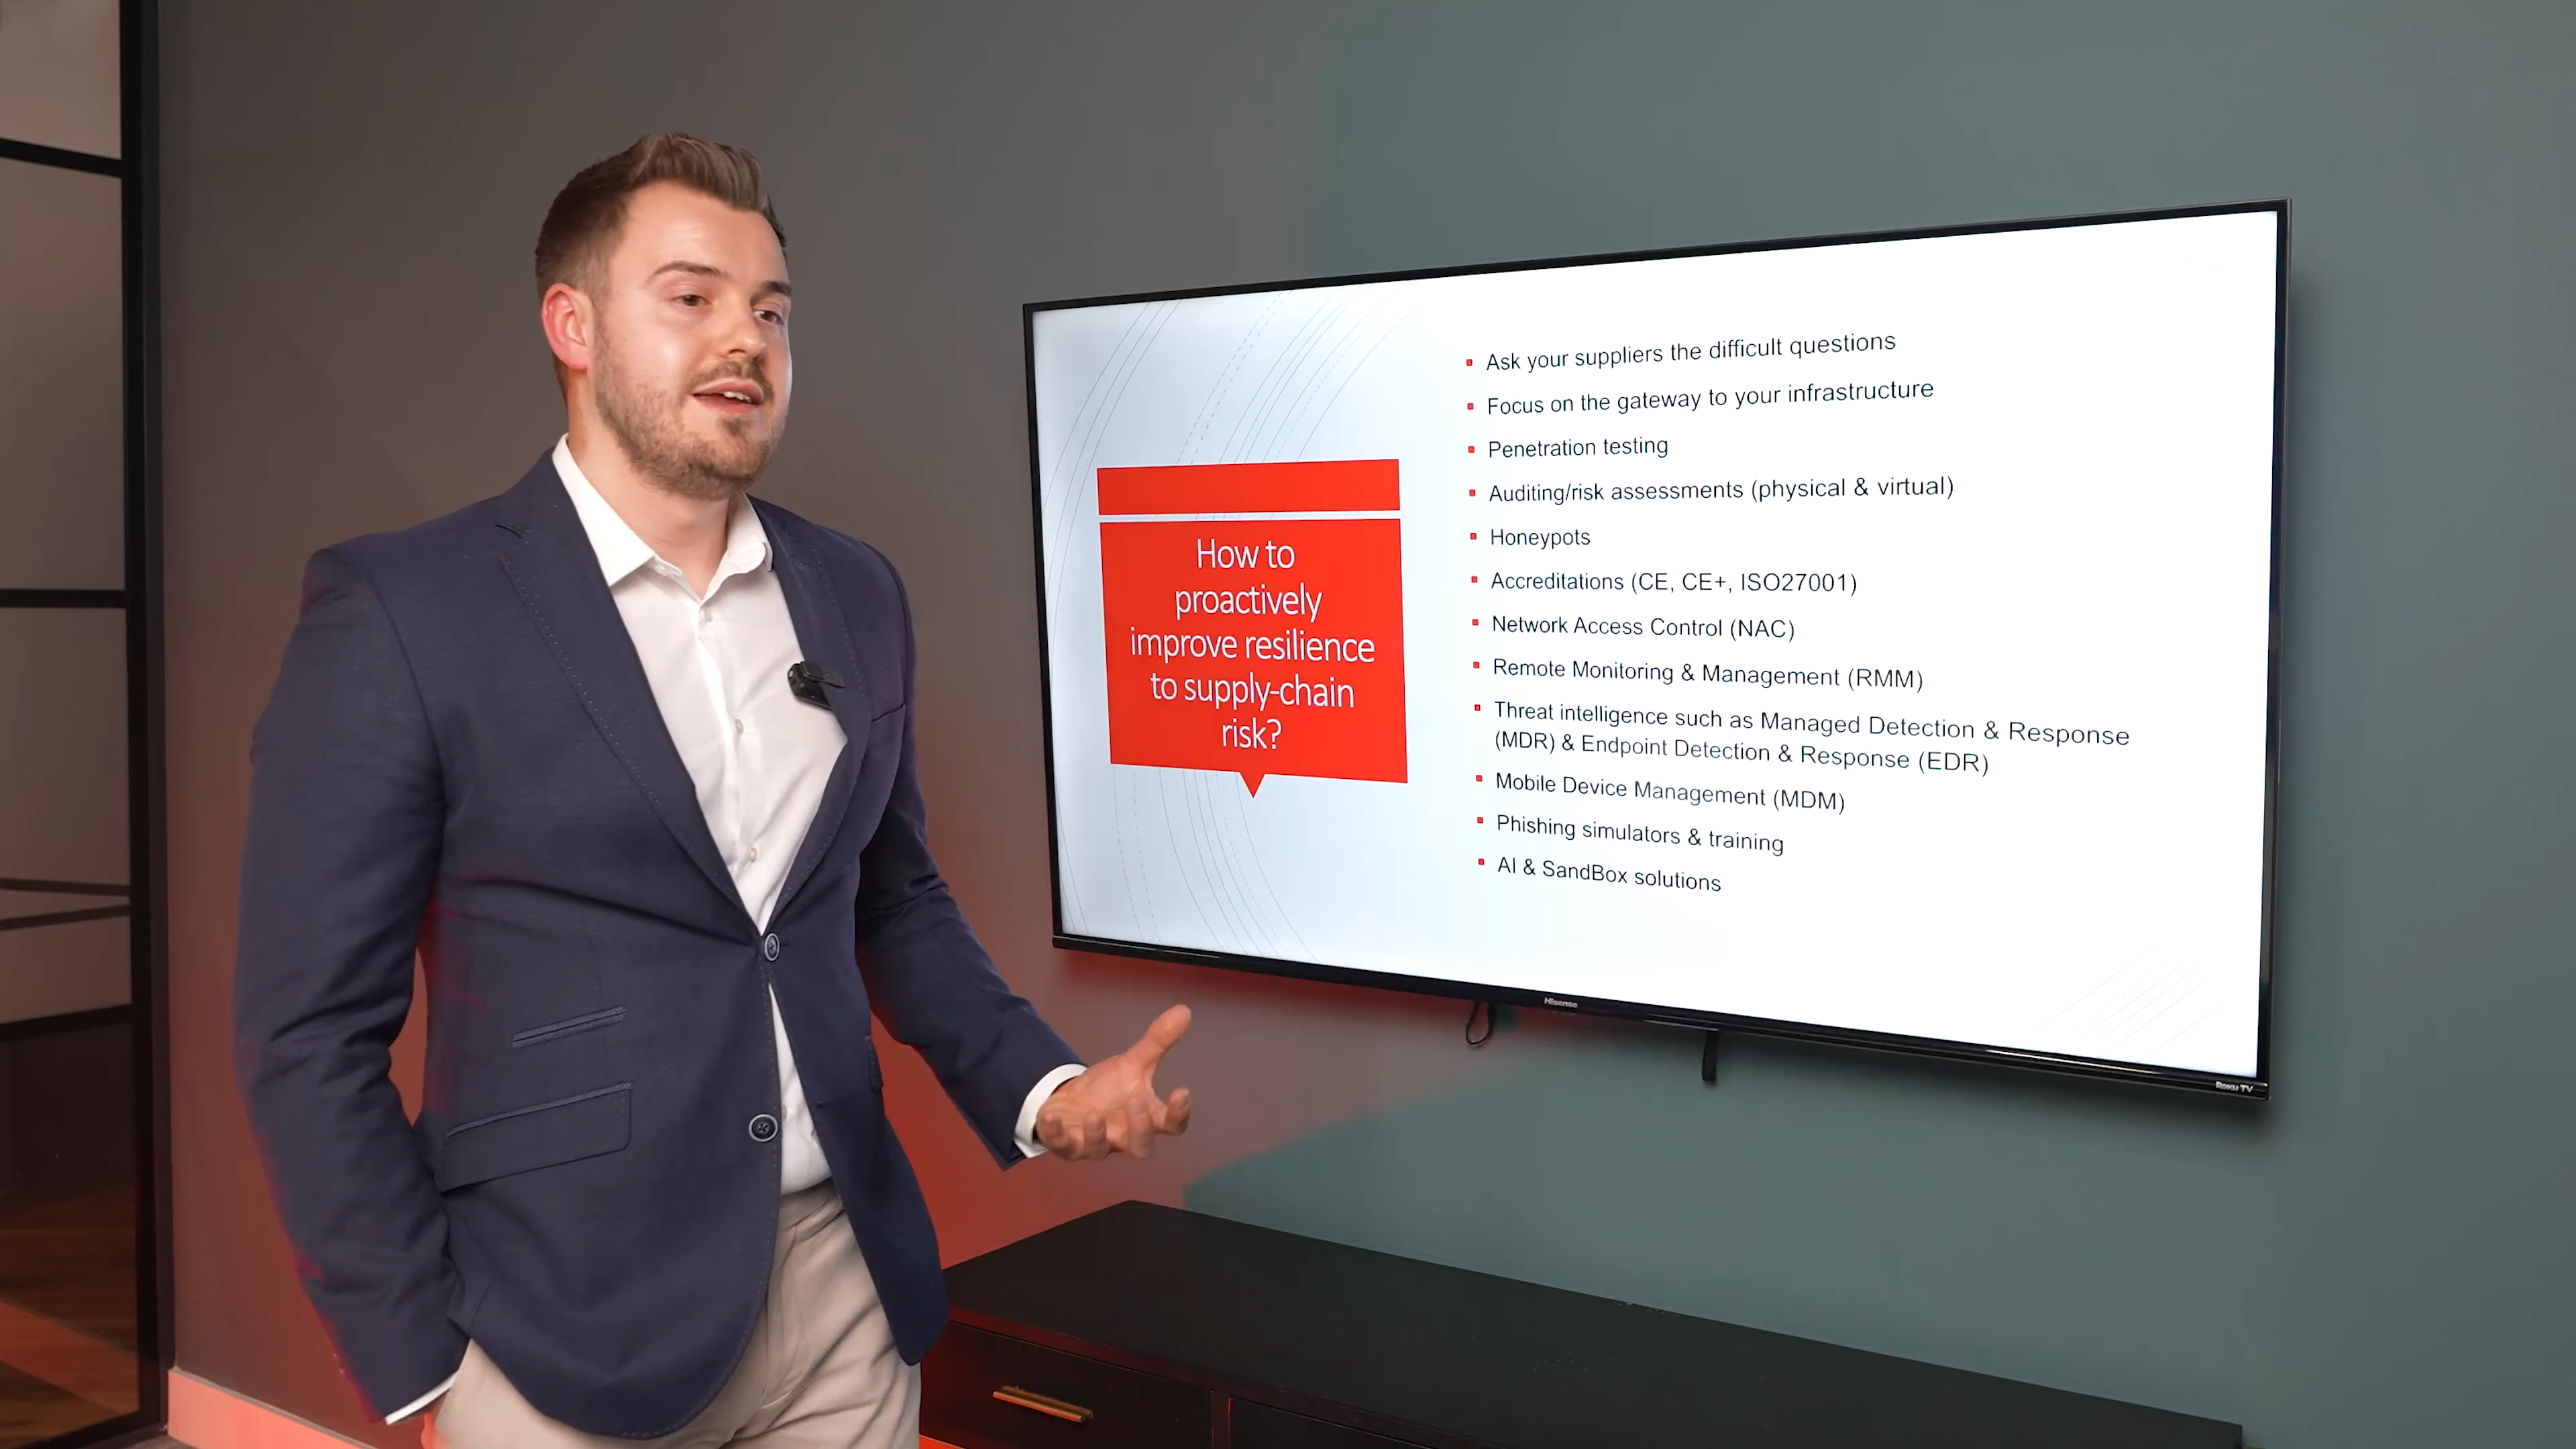 How to
proactively
improve resilience
to supply-chain
risk?
Ask your suppliers the difficult questions
Focus on the gateway to your infrastructure
Penetration testing
Auditing/risk assessments (physical & virtual)
Honeypots
Accreditations (CE, CE+, ISO27001)
Network Access Control (NAC)
Remote Monitoring & Management (RMM)
Threat intelligence such as Managed Detection & Response
(MDR) & Endpoint Detection & Response (EDR)
Mobile Device Management (MDM)
Phishing simulators & training
AI & SandBox solutions
Hisense
Roku TV